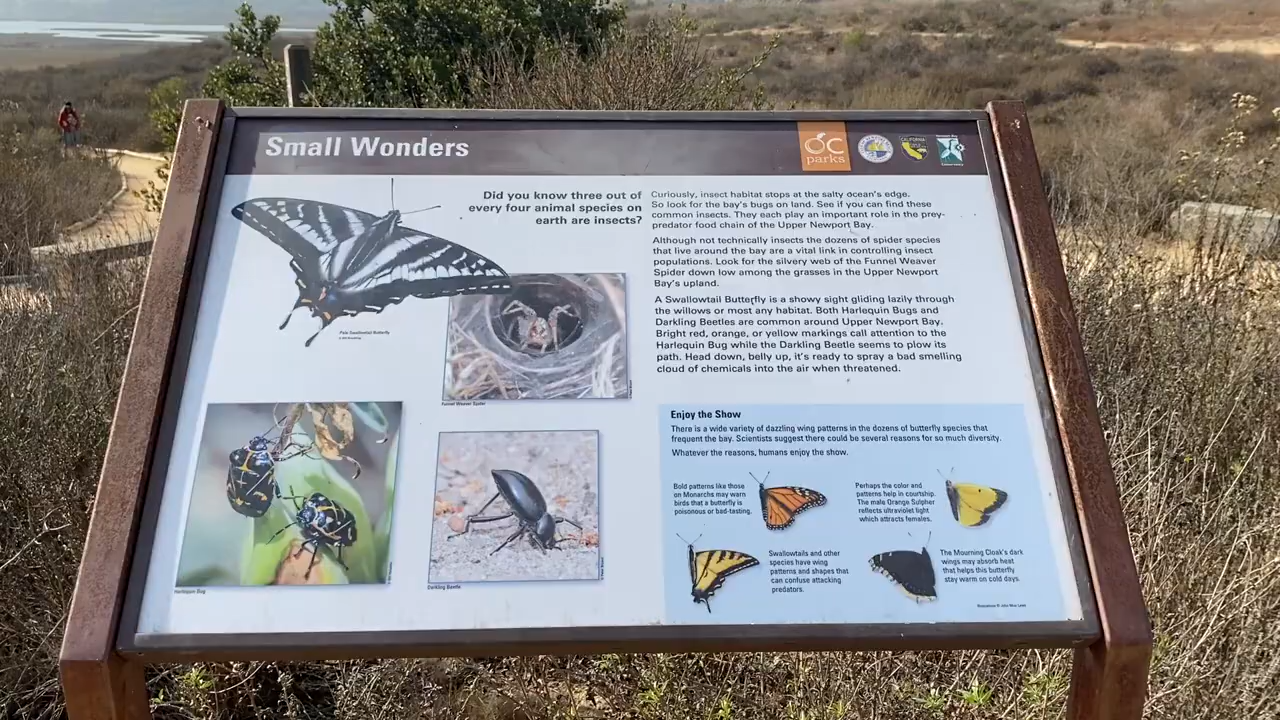 Small Wonders
OC
parks
CALIFORNIA
Did you know three out of
every four animal species on
earth are insects?
Curiously, insect habitat stops at the salty ocean's edge.
So look for the bay's bugs on land. See if you can find these
common insects. They each play an important role in the prey-
predator food chain of the Upper Newport Bay.
Although not technically insects the dozens of spider species
that live around the bay are a vital link in controlling insect
populations. Look for the silvery web of the Funnel Weaver
Spider down low among the grasses in the Upper Newport
Bay's upland.
A Swallowtail Butterfly is a showy sight gliding lazily through
the willows or most any habitat. Both Harlequin Bugs and
Darkling Beetles are common around Upper Newport Bay.
Bright red, orange, or yellow markings call attention to the
Harlequin Bug while the Darkling Beetle seems to plow its
path. Head down, belly up, it's ready to spray a bad smelling
cloud of chemicals into the air when threatened.
Pale Swallowtail Butterfly
Funnel Weaver Spider
Harlequin Bug
Darkling Beetle
Enjoy the Show
There is a wide variety of dazzling wing patterns in the dozens of butterfly species that
frequent the bay. Scientists suggest there could be several reasons for so much diversity.
Whatever the reasons, humans enjoy the show.
Bold patterns like those
on Monarchs may warn
birds that a butterfly is
poisonous or bad-tasting.
Perhaps the color and
patterns help in courtship.
The male Orange Sulpher
reflects ultraviolet light
which attracts females.
Swallowtails and other
species have wing
patterns and shapes that
can confuse attacking
predators.
The Mourning Cloak's dark
wings may absorb heat
that helps this butterfly
stay warm on cold days.